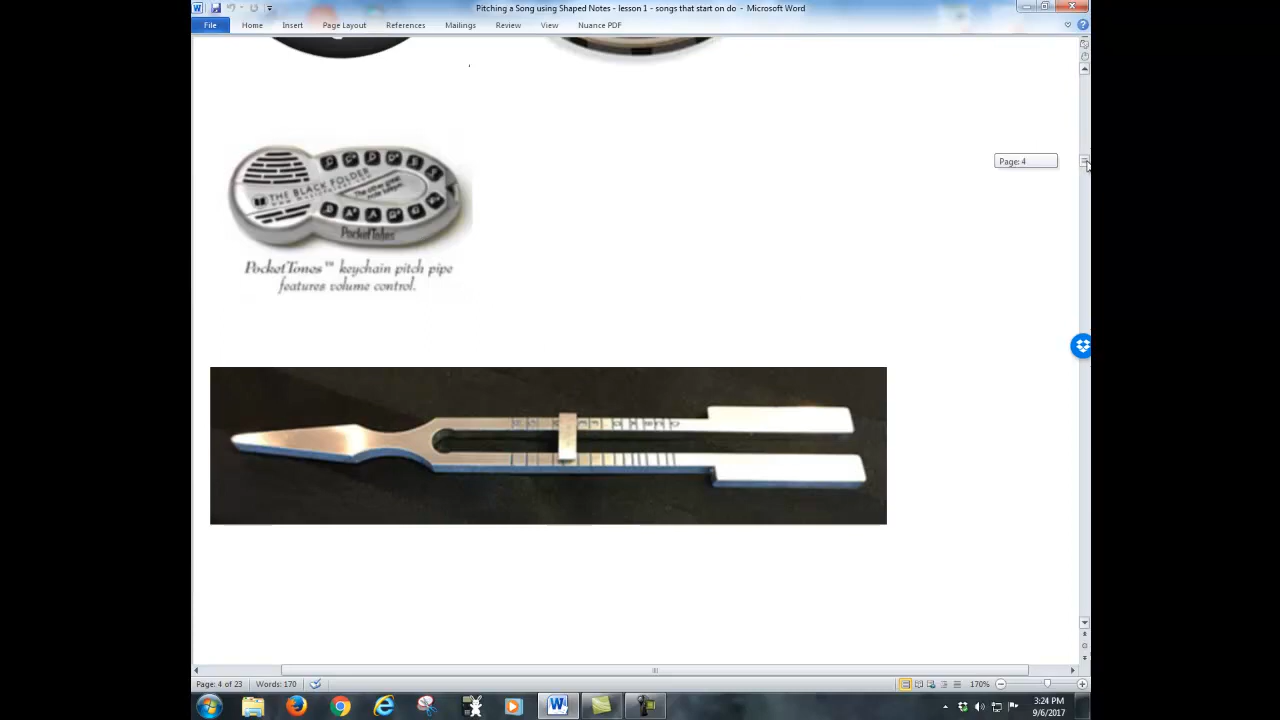 Pitching a Song using Shaped Notes - lesson 1 - songs that start on do - Microsoft Word
File Home Insert Page Layout References Mailings Review View Nuance PDF
Page: 4
THE BLACK FOLDER
PocketTones
PocketTones™ keychain pitch pipe
features volume control.
Page: 4 of 23 Words: 170 170%
3:24 PM
9/6/2017